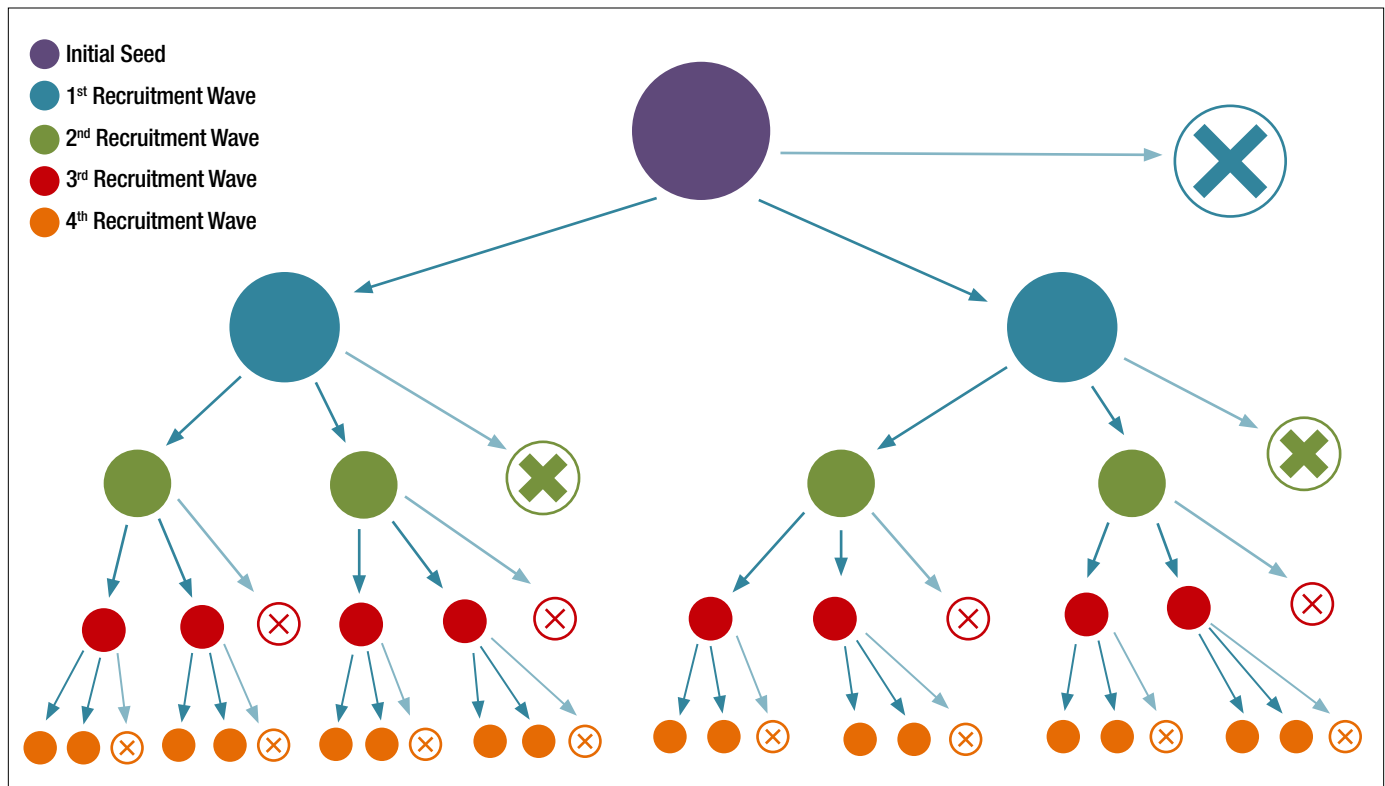 Initial Seed
1st Recruitment Wave
2nd Recruitment Wave
3rd Recruitment Wave
4th Recruitment Wave